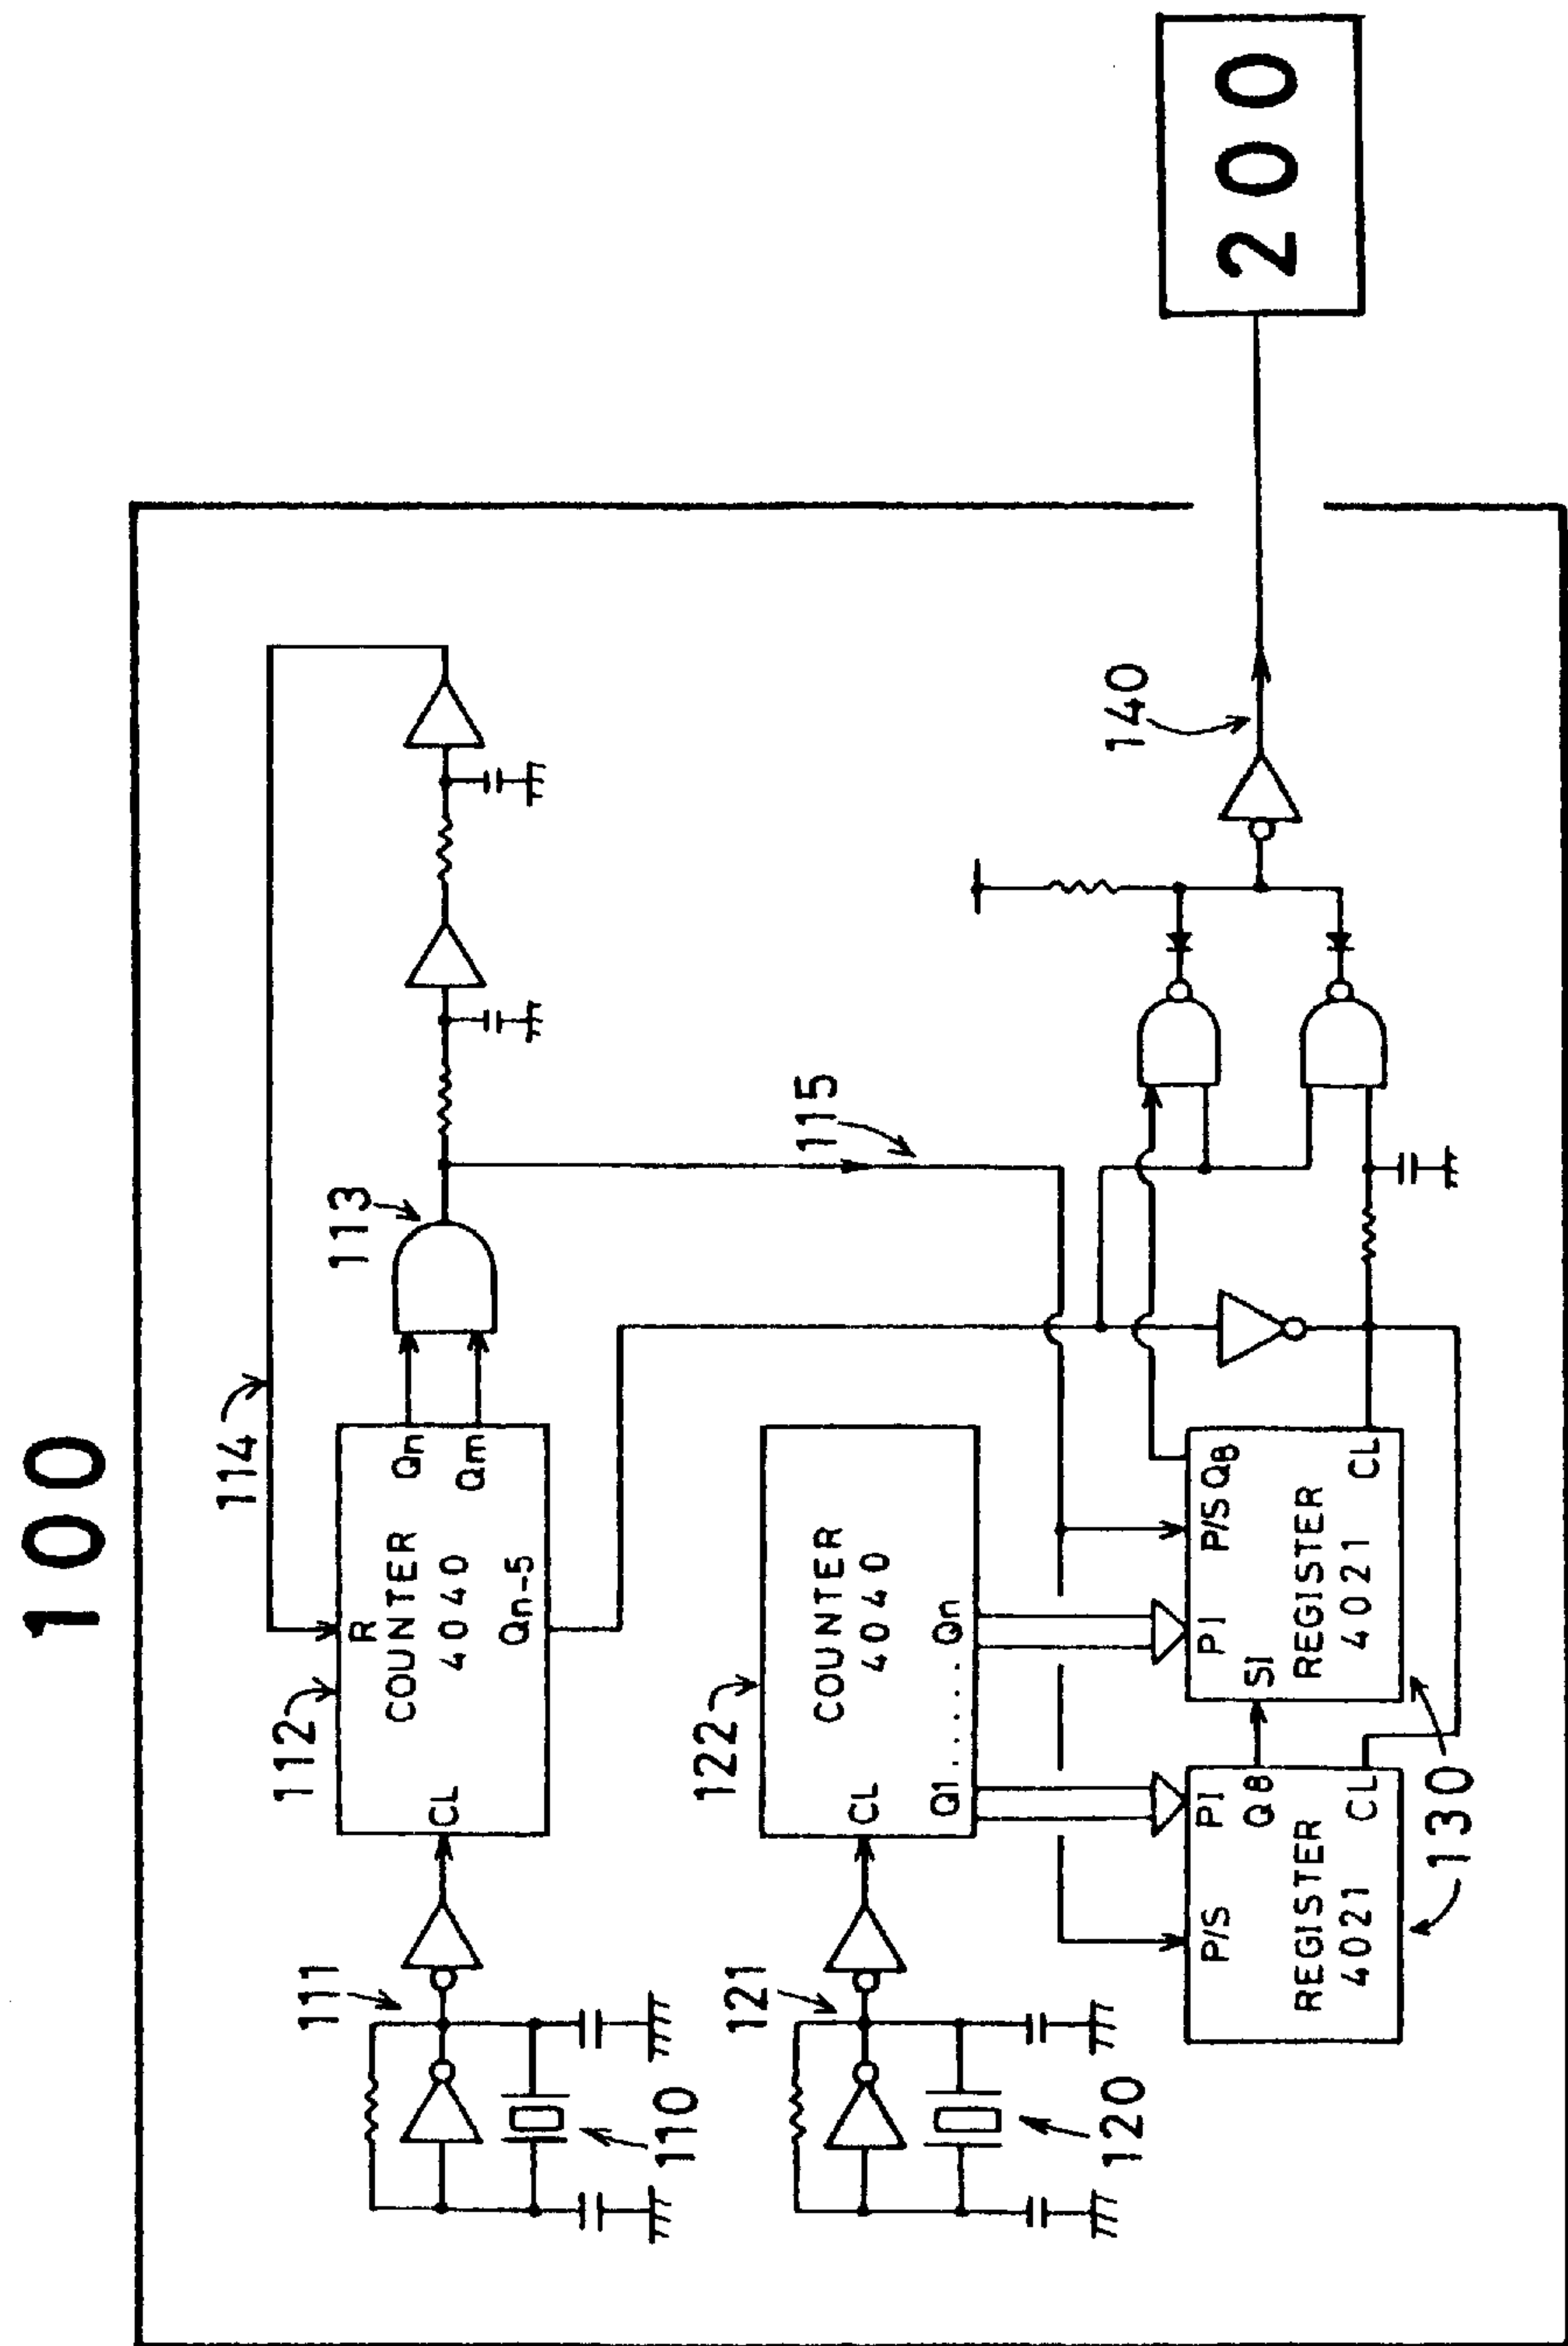 100
114
112
R
COUNTER
4040
CL
Qn
Qm
Qn-5
113
111
110
115
122
COUNTER
4040
CL
Q1......Qn
121
120
P/S
PI
Q8
REGISTER
4021
CL
PI
P/S
Q8
SI
REGISTER
4021
CL
130
140
200